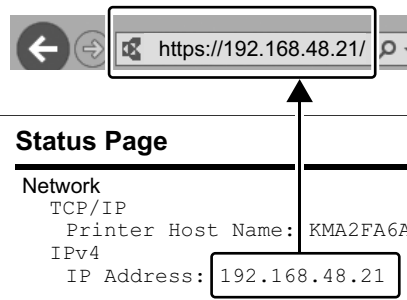 https://192.168.48.21/
Status Page
Network
TCP/IP
Printer Host Name: KMA2FA6A
IPv4
IP Address: 192.168.48.21